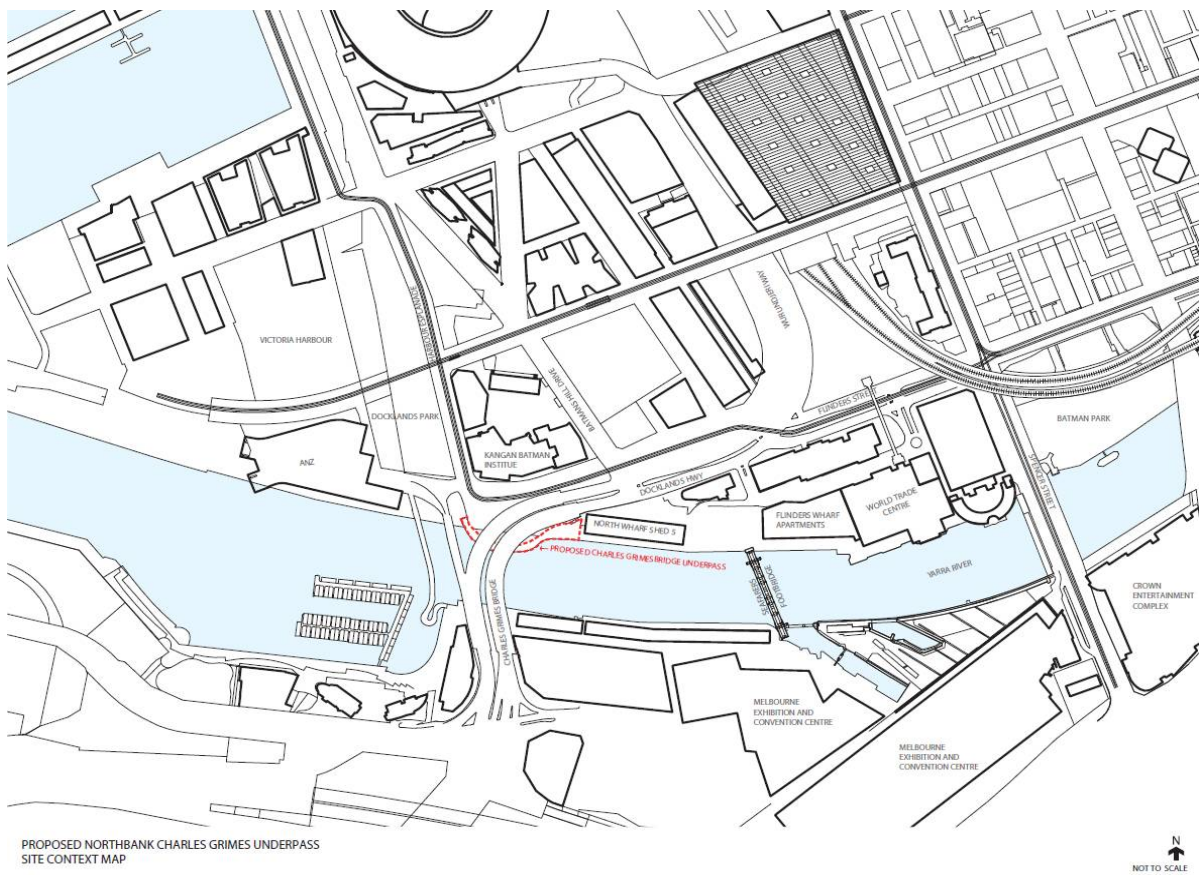 VICTORIA HARBOUR
HARBOUR ESPLANADE
WURUNDJERI WAY
BATMANS HILL DRIVE
DOCKLANDS PARK
FLINDERS STREET
BATMAN PARK
KANGAN BATMAN
INSTITUE
ANZ
DOCKLANDS HWY
SPENCER STREET
WORLD TRADE
CENTRE
FLINDERS WHARF
APARTMENTS
NORTH WHARF SHED 5
← PROPOSED CHARLES GRIMES BRIDGE UNDERPASS
YARRA RIVER
SEAFARERS
FOOTBRIDGE
CROWN
ENTERTAINMENT
COMPLEX
CHARLES GRIMES BRIDGE
MELBOURNE
EXHIBITION AND
CONVENTION CENTRE
MELBOURNE
EXHIBITION AND
CONVENTION CENTRE
PROPOSED NORTHBANK CHARLES GRIMES UNDERPASS
SITE CONTEXT MAP
N
NOT TO SCALE